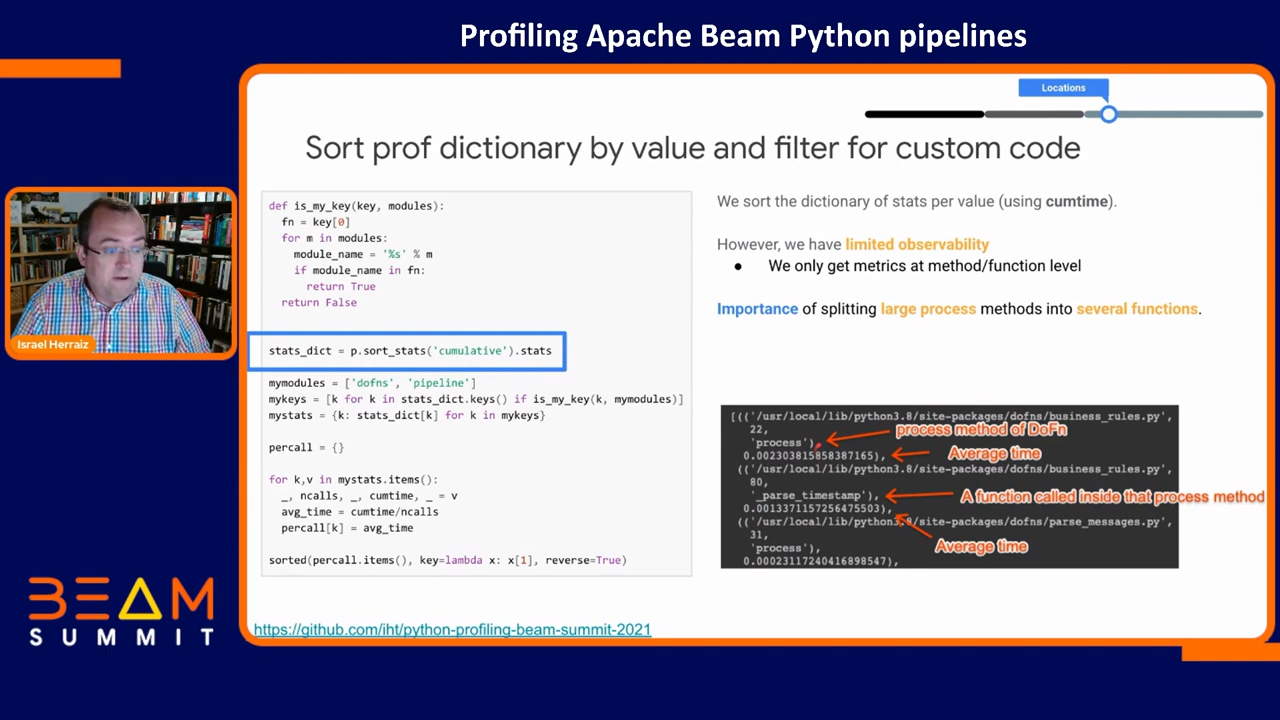 Profiling Apache Beam Python pipelines
Locations
Sort prof dictionary by value and filter for custom code
def is_my_key(key, modules):
fn = key[0]
for m in modules:
module_name = '%s' % m
if module_name in fn:
return True
return False
stats_dict = p.sort_stats('cumulative').stats
mymodules = ['dofns', 'pipeline']
mykeys = [k for k in stats_dict.keys() if is_my_key(k, mymodules)]
mystats = {k: stats_dict[k] for k in mykeys}
percall = {}
for k,v in mystats.items():
_, ncalls, _, cumtime, _ = v
avg_time = cumtime/ncalls
percall[k] = avg_time
sorted(percall.items(), key=lambda x: x[1], reverse=True)
We sort the dictionary of stats per value (using cumtime).
However, we have limited observability
● We only get metrics at method/function level
Importance of splitting large process methods into several functions.
[(('/usr/local/lib/python3.8/site-packages/dofns/business_rules.py',
22,
process method of DoFn
'process'),
0.002303815858387165),
Average time
(('/usr/local/lib/python3.8/site-packages/dofns/business_rules.py',
80,
'_parse_timestamp'),
A function called inside that process method
0.0013371157256475503),
(('/usr/local/lib/python3.8/site-packages/dofns/parse_messages.py',
31,
Average time
'process'),
0.00023117240416898547),
Israel Herraiz
BEAM
SUMMIT
https://github.com/iht/python-profiling-beam-summit-2021